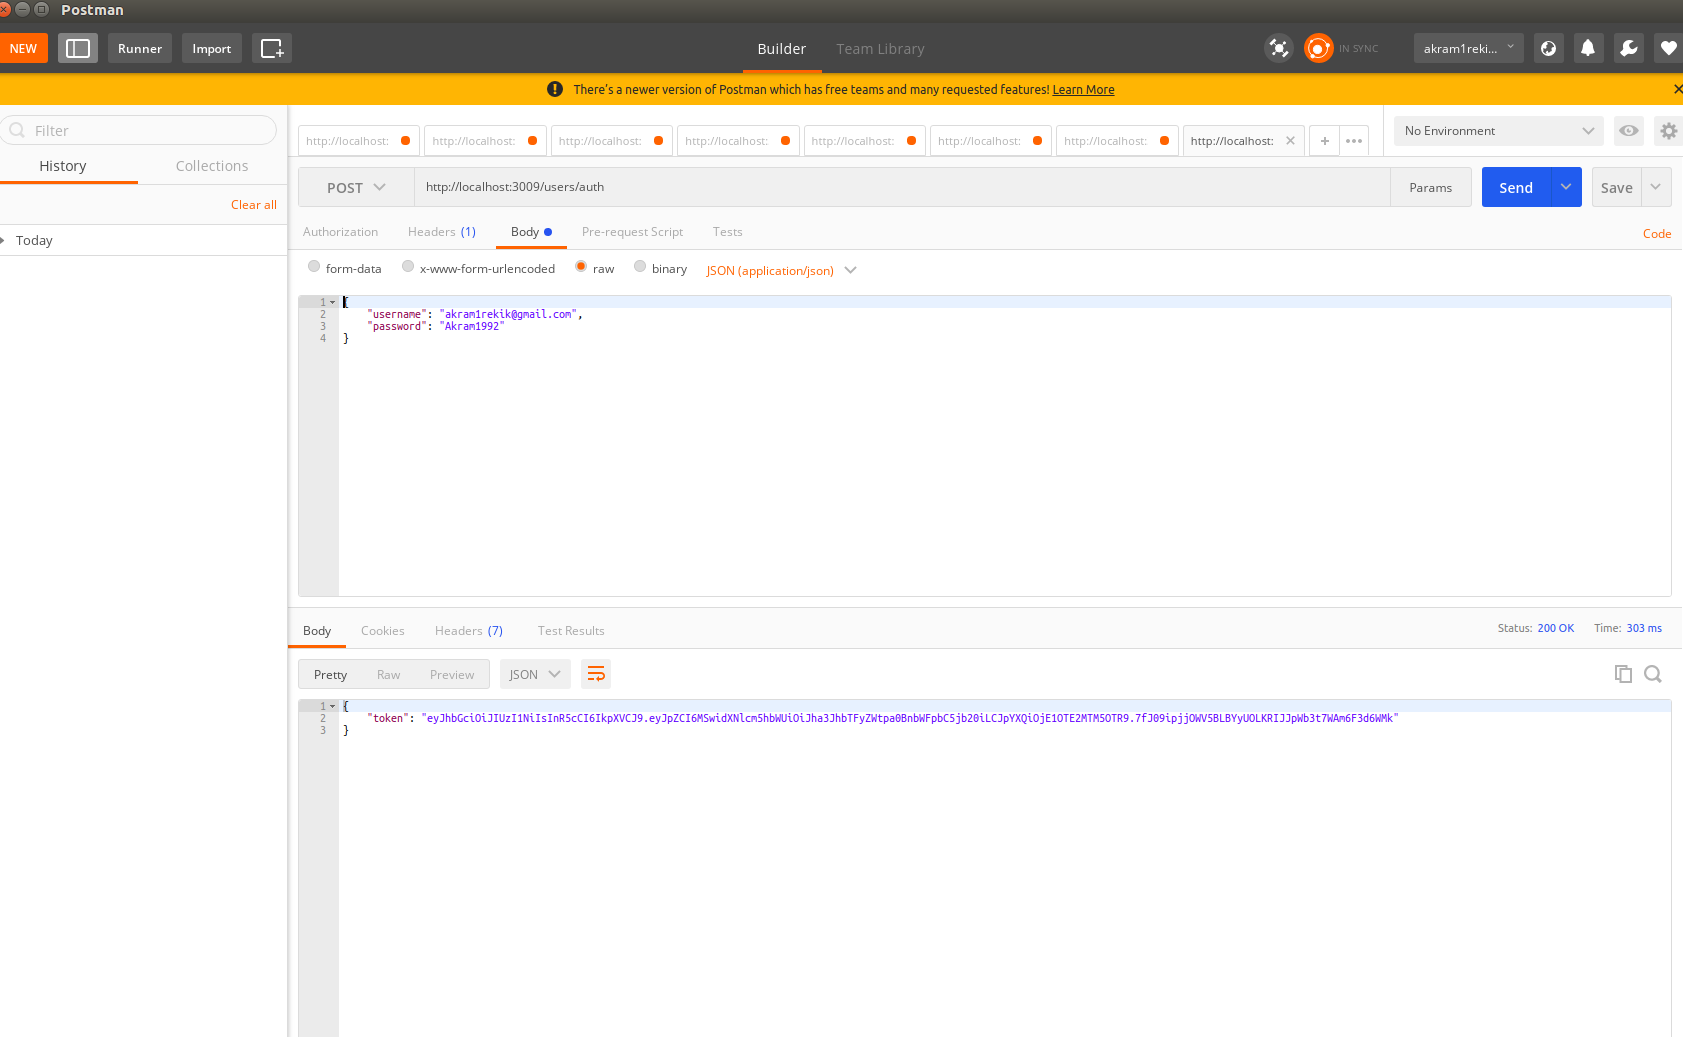 Postman
NEW Runner Import Builder Team Library IN SYNC akram1reki...
There's a newer version of Postman which has free teams and many requested features! Learn More
Filter
History Collections
Clear all
Today
http://localhost: http://localhost: http://localhost: http://localhost: http://localhost: http://localhost: http://localhost: http://localhost: No Environment
POST http://localhost:3009/users/auth Params Send Save
Authorization Headers (1) Body Pre-request Script Tests Code
form-data x-www-form-urlencoded raw binary JSON (application/json)
1 {
2 "username": "akram1rekik@gmail.com",
3 "password": "Akram1992"
4 }
Body Cookies Headers (7) Test Results Status: 200 OK Time: 303 ms
Pretty Raw Preview JSON
1 {
2 "token": "eyJhbGciOiJIUzI1NiIsInR5cCI6IkpXVCJ9.eyJpZCI6MSwidXNlcm5hbWUiOiJha3JhbTFyZWtpa0BnbWFpbC5jb20iLCJpYXQiOjE1OTE2MTM5OTR9.7fJ09ipjjOWV5BLBYyUOLKRIJJpWb3t7WAm6F3d6WMk"
3 }